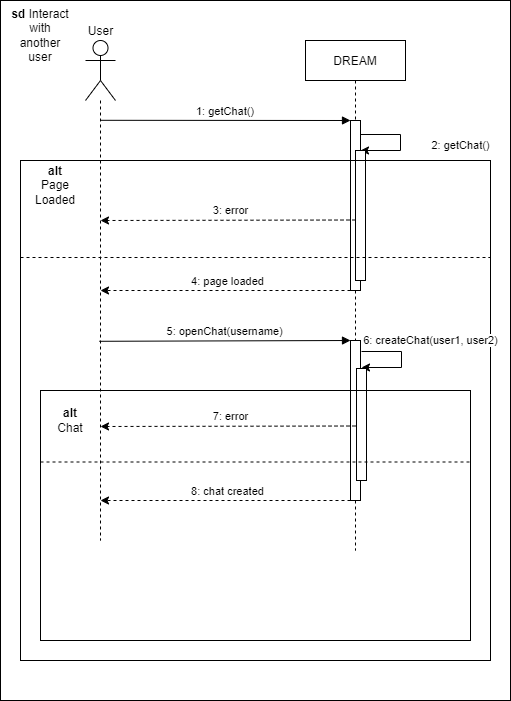 sd Interact
with
another
user
User
DREAM
1: getChat()
2: getChat()
alt
Page
Loaded
3: error
4: page loaded
5: openChat(username)
6: createChat(user1, user2)
alt
Chat
7: error
8: chat created